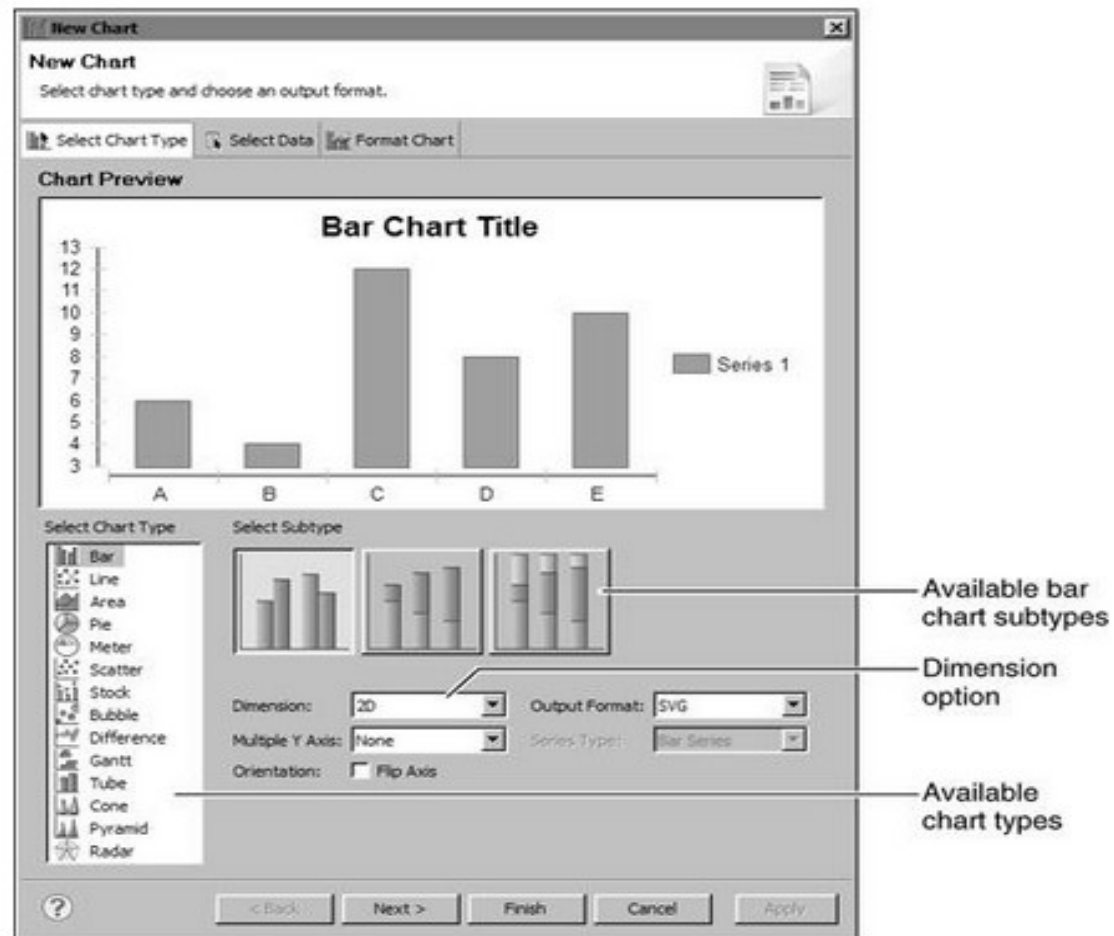 New Chart
New Chart
Select chart type and choose an output format.
Select Chart Type Select Data Format Chart
Chart Preview
Bar Chart Title
13
12
11
10
9
8
7
6
5
4
3
A B C D E
Series 1
Select Chart Type
Bar
Line
Area
Pie
Meter
Scatter
Stock
Bubble
Difference
Gantt
Tube
Cone
Pyramid
Radar
Select Subtype
Dimension: 2D Output Format: SVG
Multiple Y Axis: None Series Type: Bar Series
Orientation: Flip Axis
? < Back Next > Finish Cancel Apply
Available bar
chart subtypes
Dimension
option
Available
chart types